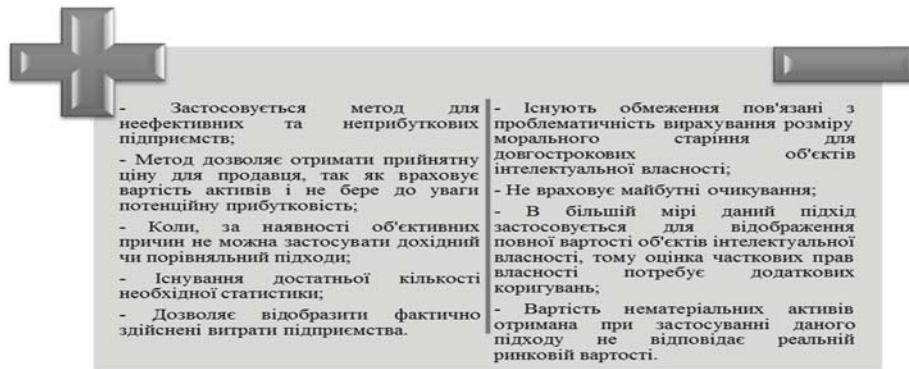 - Застосовується метод для
неефективних та неприбуткових
підприємств;
- Метод дозволяє отримати прийнятну
ціну для продавця, так як враховує
вартість активів і не бере до уваги
потенційну прибутковість;
- Коли, за наявності об'єктивних
причин не можна застосувати дохідний
чи порівняльний підходи;
- Існування достатньої кількості
необхідної статистики;
- Дозволяє відобразити фактично
здійснені витрати підприємства.
- Існують обмеження пов'язані з
проблематичність вирахування розміру
морального старіння для
довгострокових об'єктів
інтелектуальної власності;
- Не враховує майбутні очикування;
- В більшій мірі даний підхід
застосовується для відображення
повної вартості об'єктів інтелектуальної
власності, тому оцінка часткових прав
власності потребує додаткових
коригувань;
- Вартість нематеріальних активів
отримана при застосуванні даного
підходу не відповідає реальній
ринковій вартості.